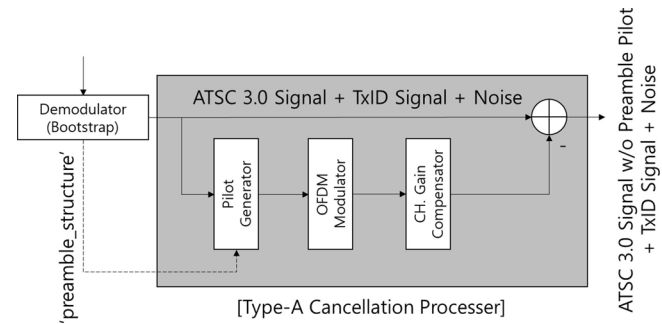 ATSC 3.0 Signal + TxID Signal + Noise
Demodulator
(Bootstrap)
-
Pilot
Generator
OFDM
Modulator
CH. Gain
Compensator
'preamble_structure'
[Type-A Cancellation Processer]
ATSC 3.0 Signal w/o Preamble Pilot
+ TxID Signal + Noise